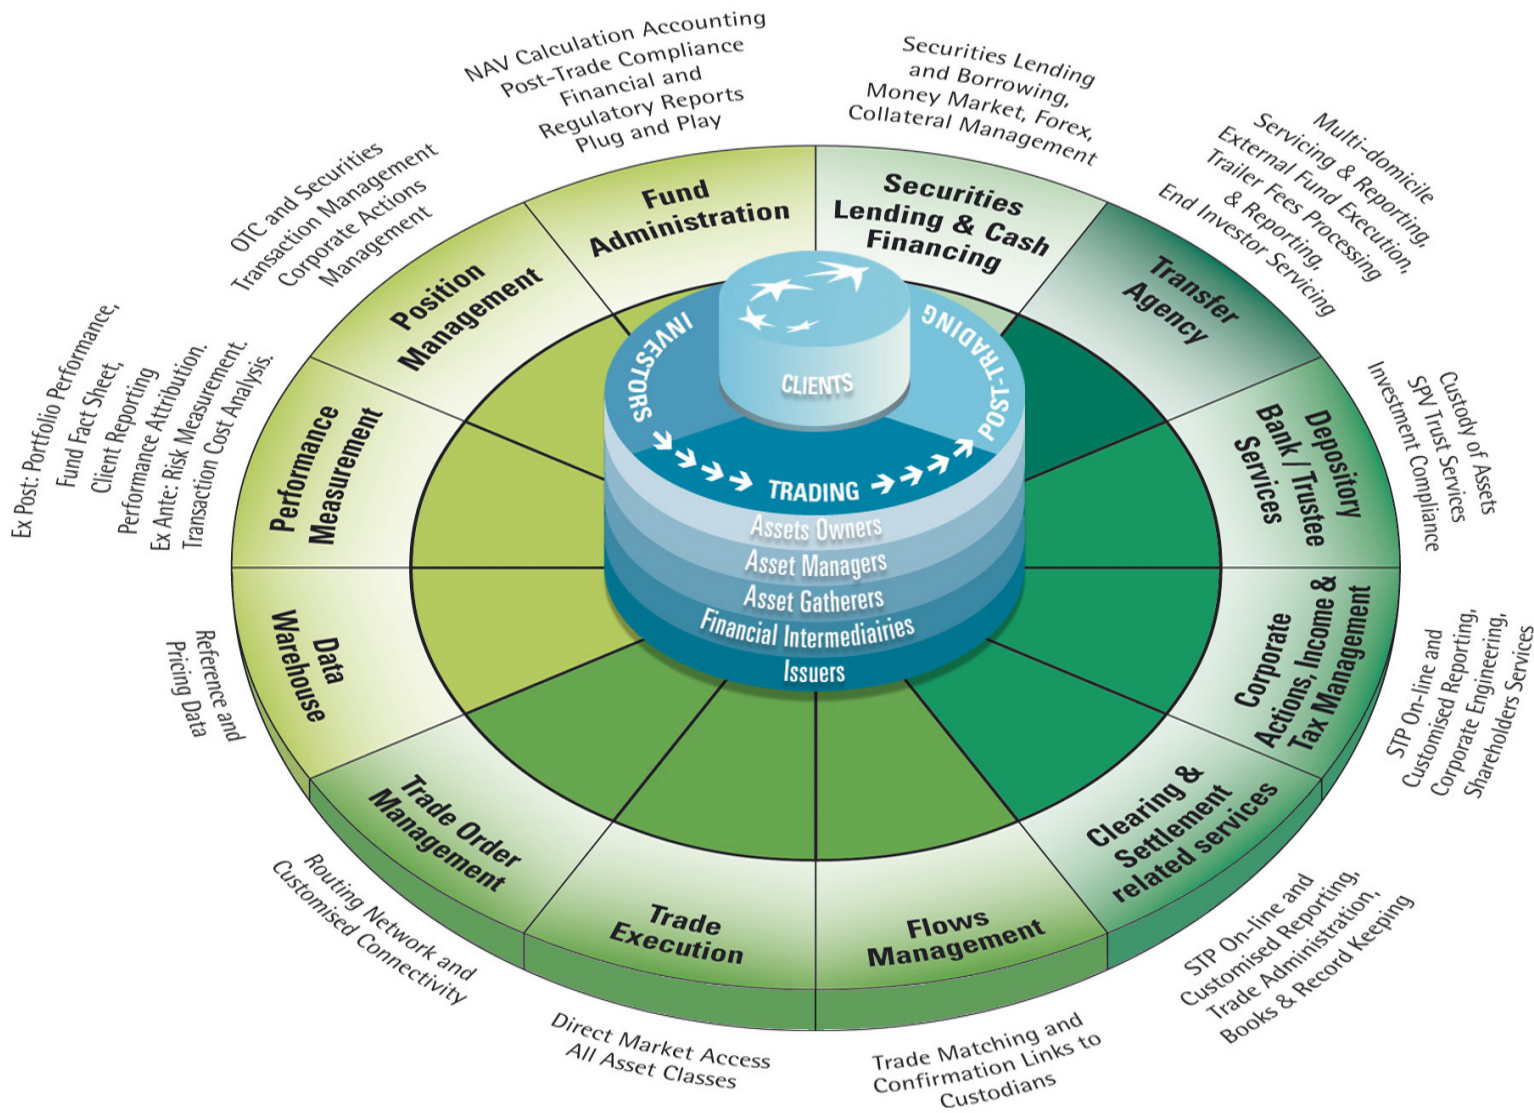 NAV Calculation Accounting
Post-Trade Compliance
Financial and
Regulatory Reports
Plug and Play
Securities Lending
and Borrowing,
Money Market, Forex,
Collateral Management
Multi-domicile
Servicing & Reporting,
External Fund Execution,
Trailer Fees Processing
& Reporting,
End Investor Servicing
Custody of Assets
SPV Trust Services
Investment Compliance
STP On-line and
Customised Reporting,
Corporate Engineering,
Shareholders Services
STP On-line and
Customised Reporting,
Trade Administration,
Books & Record Keeping
Trade Matching and
Confirmation Links to
Custodians
Direct Market Access
All Asset Classes
Routing Network and
Customised Connectivity
Reference and
Pricing Data
Ex Post: Portfolio Performance,
Fund Fact Sheet,
Client Reporting
Performance Attribution.
Ex Ante: Risk Measurement.
Transaction Cost Analysis.
OTC and Securities
Transaction Management
Corporate Actions
Management
Fund
Administration
Securities
Lending & Cash
Financing
Transfer
Agency
Depository
Bank / Trustee
Services
Corporate
Actions, Income &
Tax Management
Clearing &
Settlement
related services
Flows
Management
Trade
Execution
Trade Order
Management
Data
Warehouse
Performance
Measurement
Position
Management
INVESTORS
TRADING
POST-TRADING
CLIENTS
Assets Owners
Asset Managers
Asset Gatherers
Financial Intermediairies
Issuers